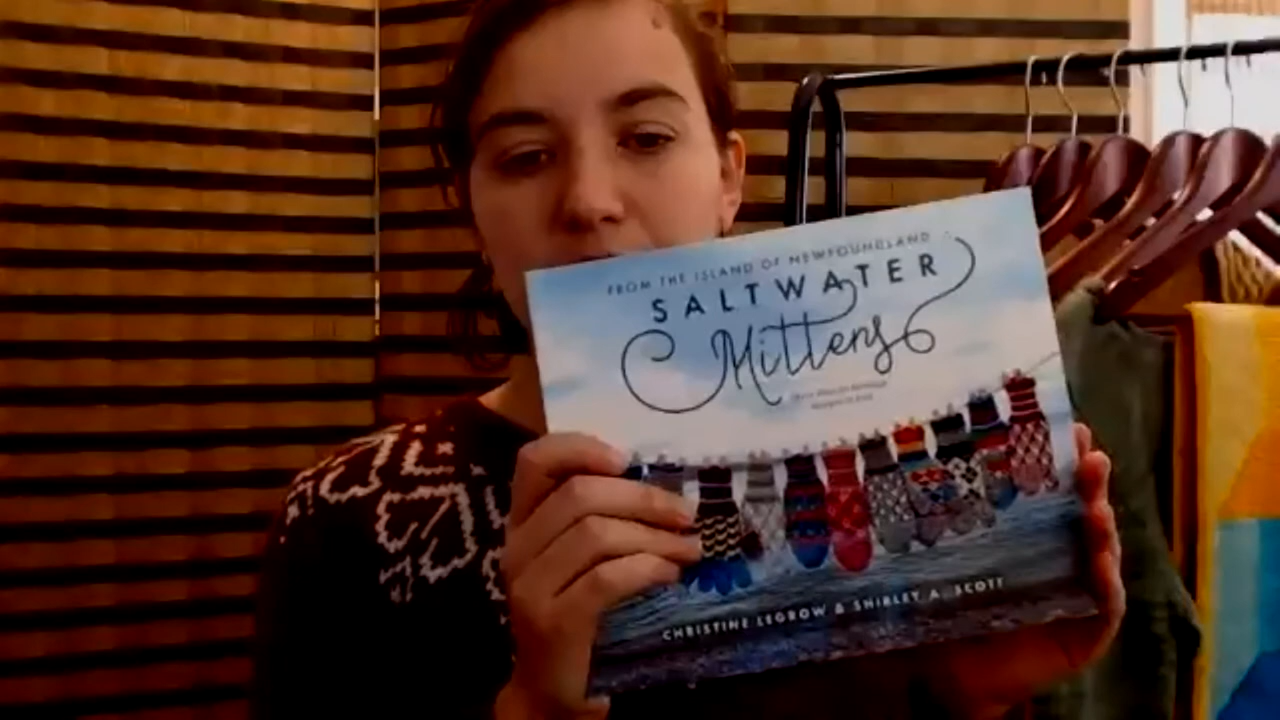 FROM THE ISLAND OF NEWFOUNDLAND
SALTWATER
Mittens
CHRISTINE LEGROW & SHIRLEY A. SCOTT